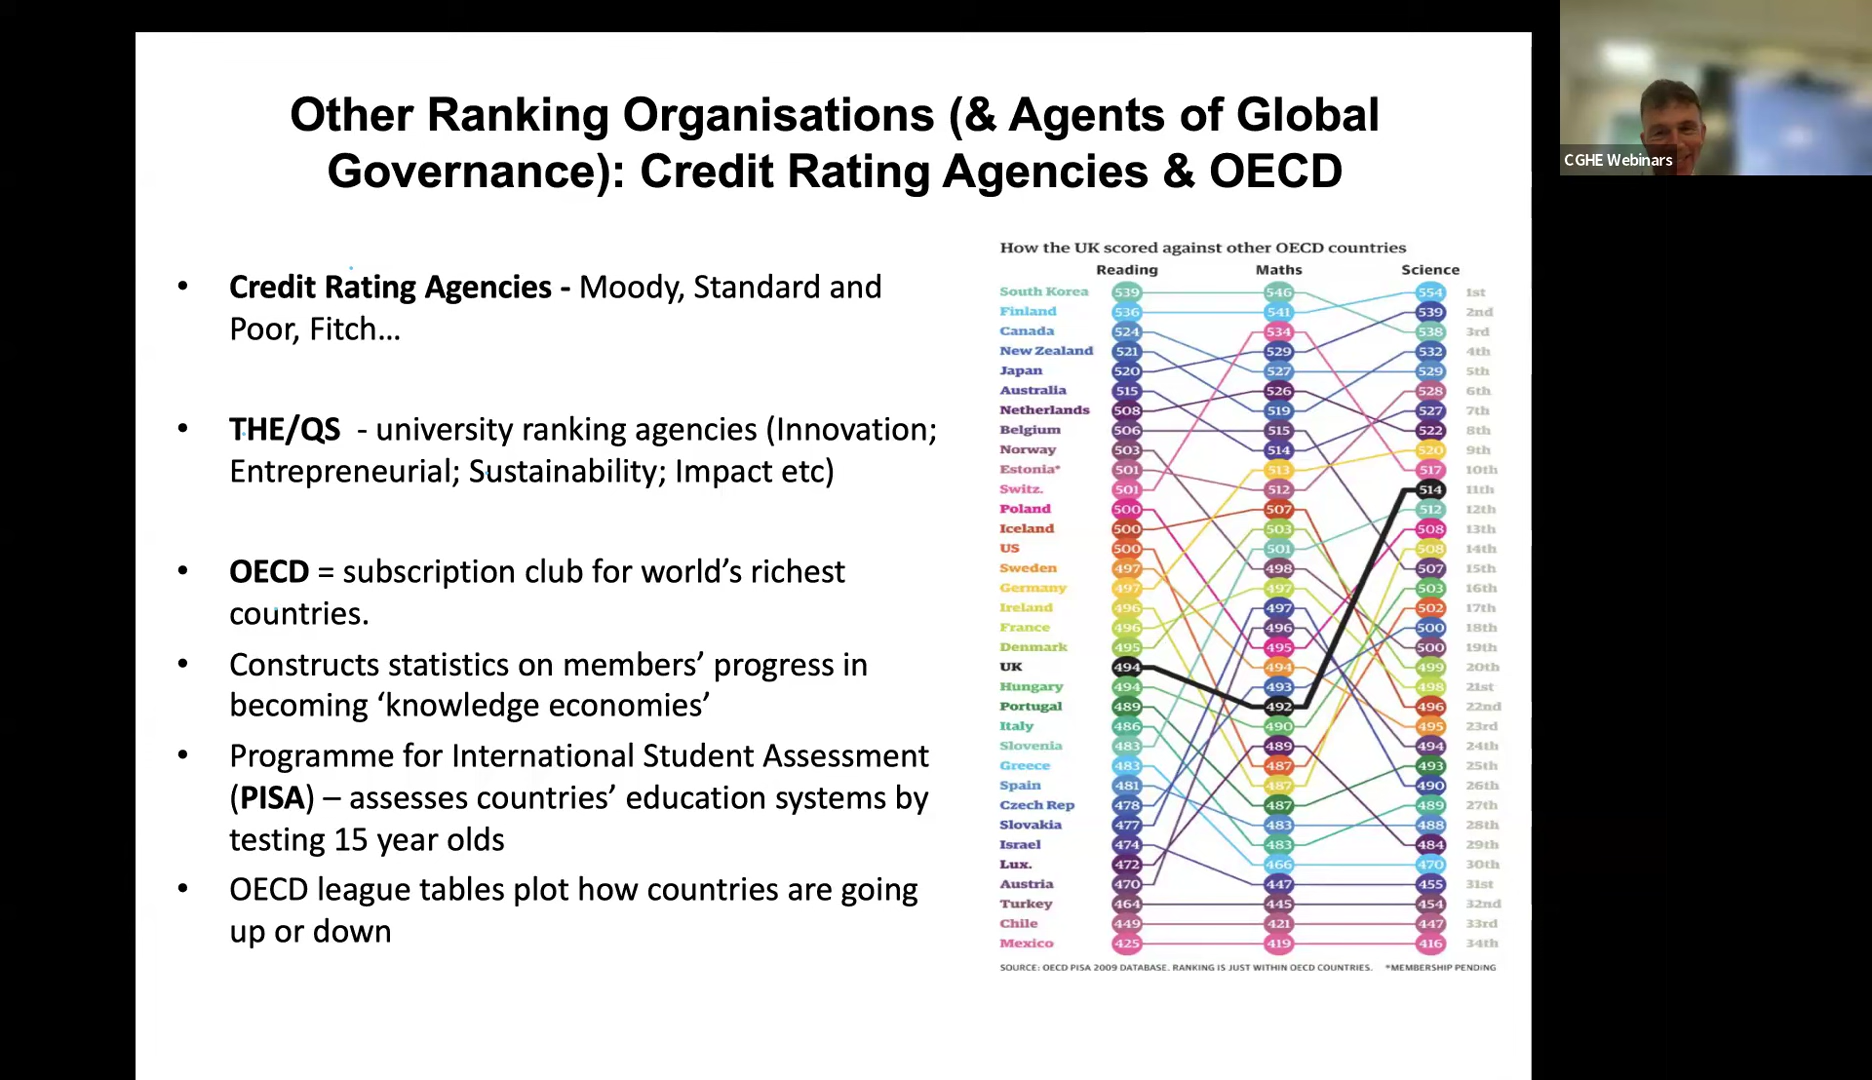 Other Ranking Organisations (& Agents of Global
Governance): Credit Rating Agencies & OECD
CGHE Webinars
• Credit Rating Agencies - Moody, Standard and
Poor, Fitch...
• THE/QS - university ranking agencies (Innovation;
Entrepreneurial; Sustainability; Impact etc)
• OECD = subscription club for world's richest
countries.
• Constructs statistics on members' progress in
becoming 'knowledge economies'
• Programme for International Student Assessment
(PISA) – assesses countries' education systems by
testing 15 year olds
• OECD league tables plot how countries are going
up or down
How the UK scored against other OECD countries
Reading Maths Science
South Korea 539 546 554 1st
Finland 536 541 539 2nd
Canada 524 534 538 3rd
New Zealand 521 529 532 4th
Japan 520 527 529 5th
Australia 515 526 528 6th
Netherlands 508 519 527 7th
Belgium 506 515 522 8th
Norway 503 514 520 9th
Estonia* 501 513 517 10th
Switz. 501 512 514 11th
Poland 500 507 512 12th
Iceland 500 503 508 13th
US 500 501 508 14th
Sweden 497 498 507 15th
Germany 497 497 503 16th
Ireland 496 497 502 17th
France 496 496 500 18th
Denmark 495 495 500 19th
UK 494 494 499 20th
Hungary 494 493 498 21st
Portugal 489 492 496 22nd
Italy 486 490 495 23rd
Slovenia 483 489 494 24th
Greece 483 487 493 25th
Spain 481 487 490 26th
Czech Rep 478 487 489 27th
Slovakia 477 483 488 28th
Israel 474 483 484 29th
Lux. 472 466 470 30th
Austria 470 447 455 31st
Turkey 464 445 454 32nd
Chile 449 421 447 33rd
Mexico 425 419 416 34th
SOURCE: OECD PISA 2009 DATABASE. RANKING IS JUST WITHIN OECD COUNTRIES. *MEMBERSHIP PENDING